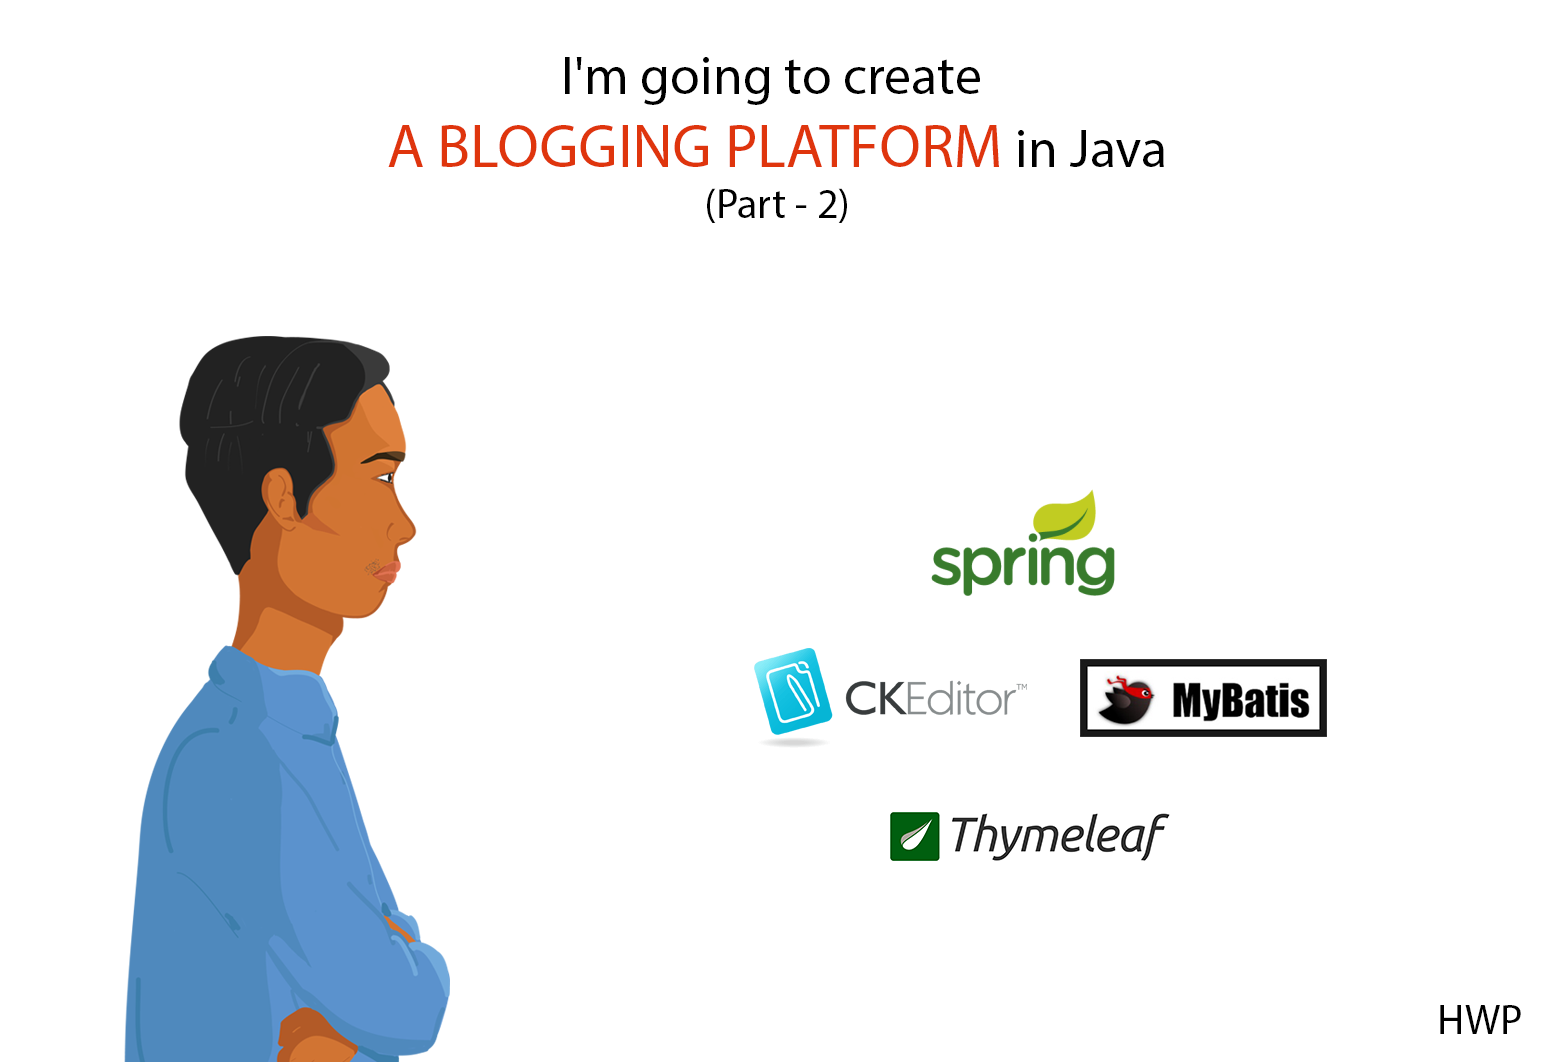 I'm going to create
A BLOGGING PLATFORM in Java
(Part - 2)
spring
CKEditor™
MyBatis
Thymeleaf
HWP